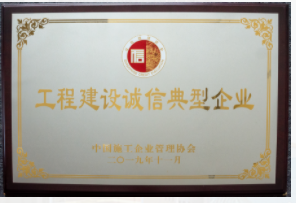 信
工程建设诚信典型企业
中国施工企业管理协会
二〇一九年十一月